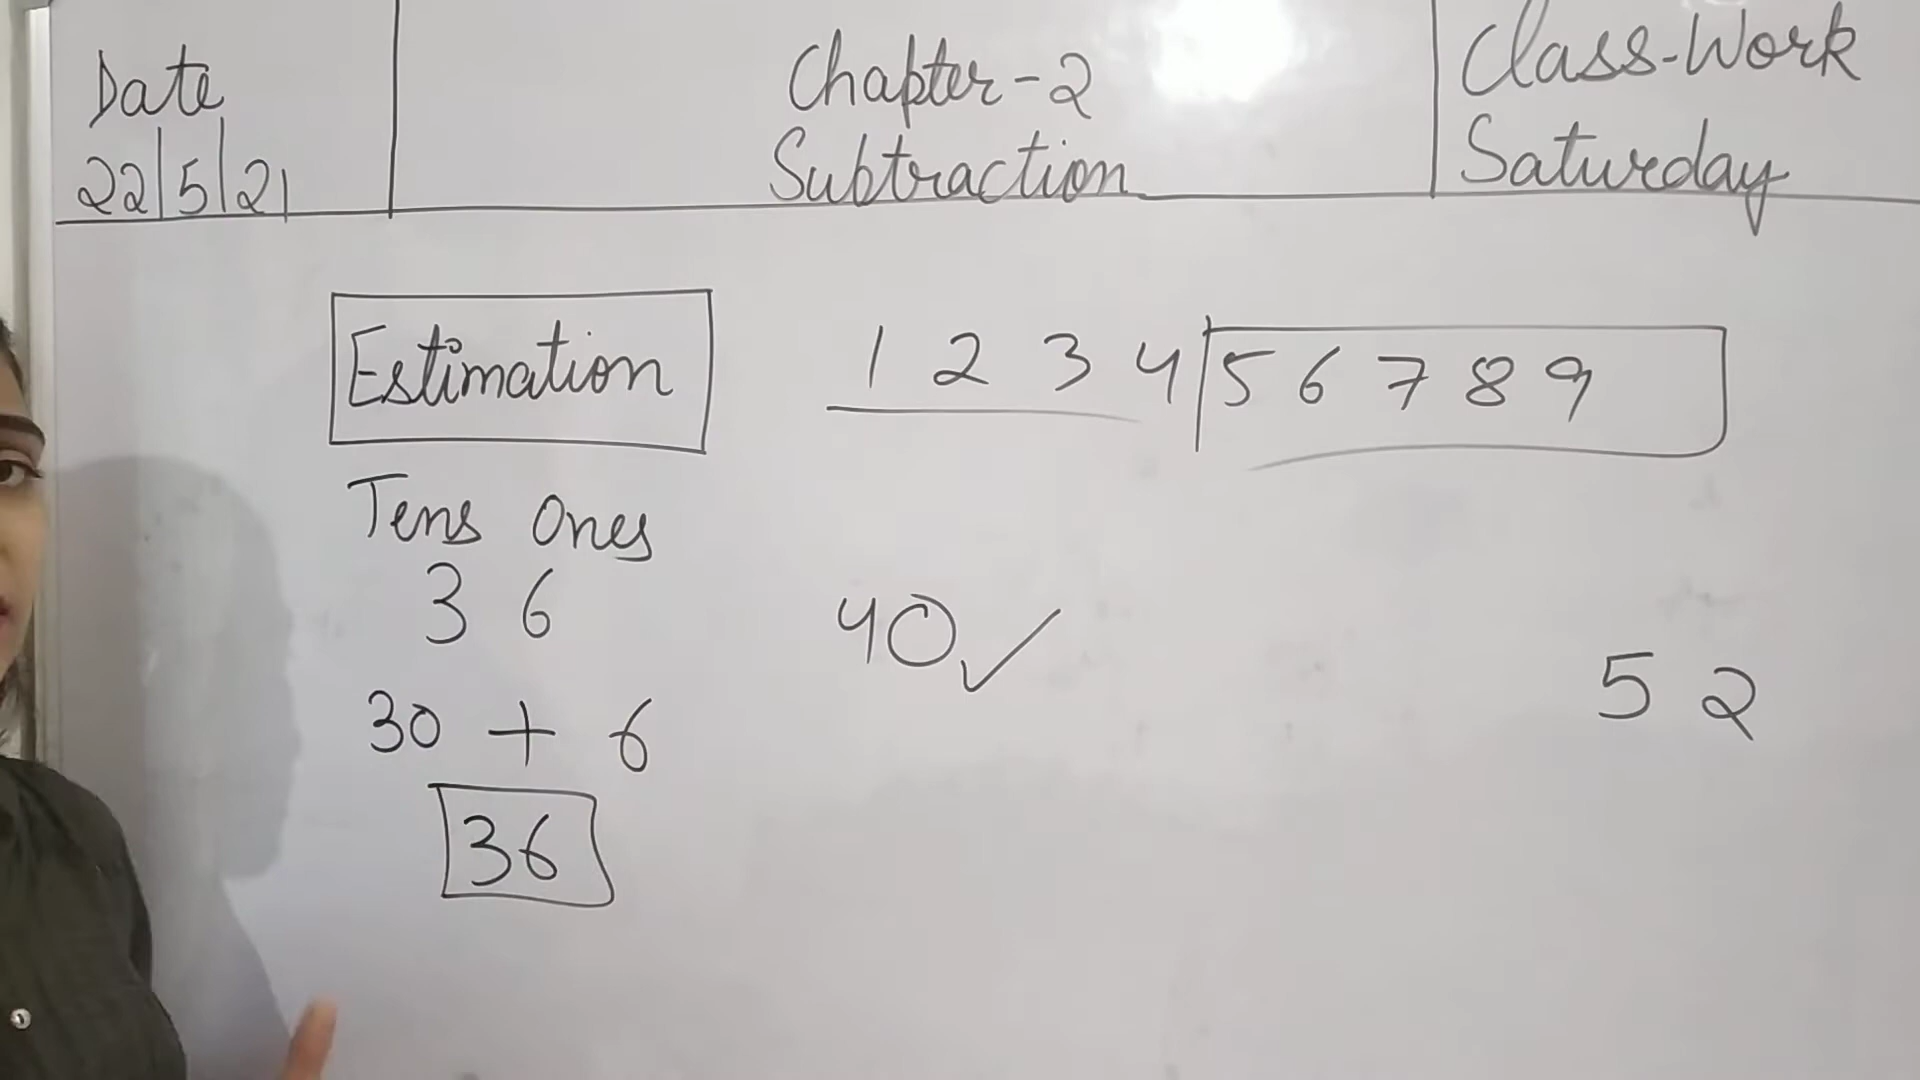 Date
22/5/21
Chapter-2
Subtraction
Class-Work
Saturday
Estimation
1 2 3 4 5 6 7 8 9
Tens Ones
3 6
40
30 + 6
5 2
36